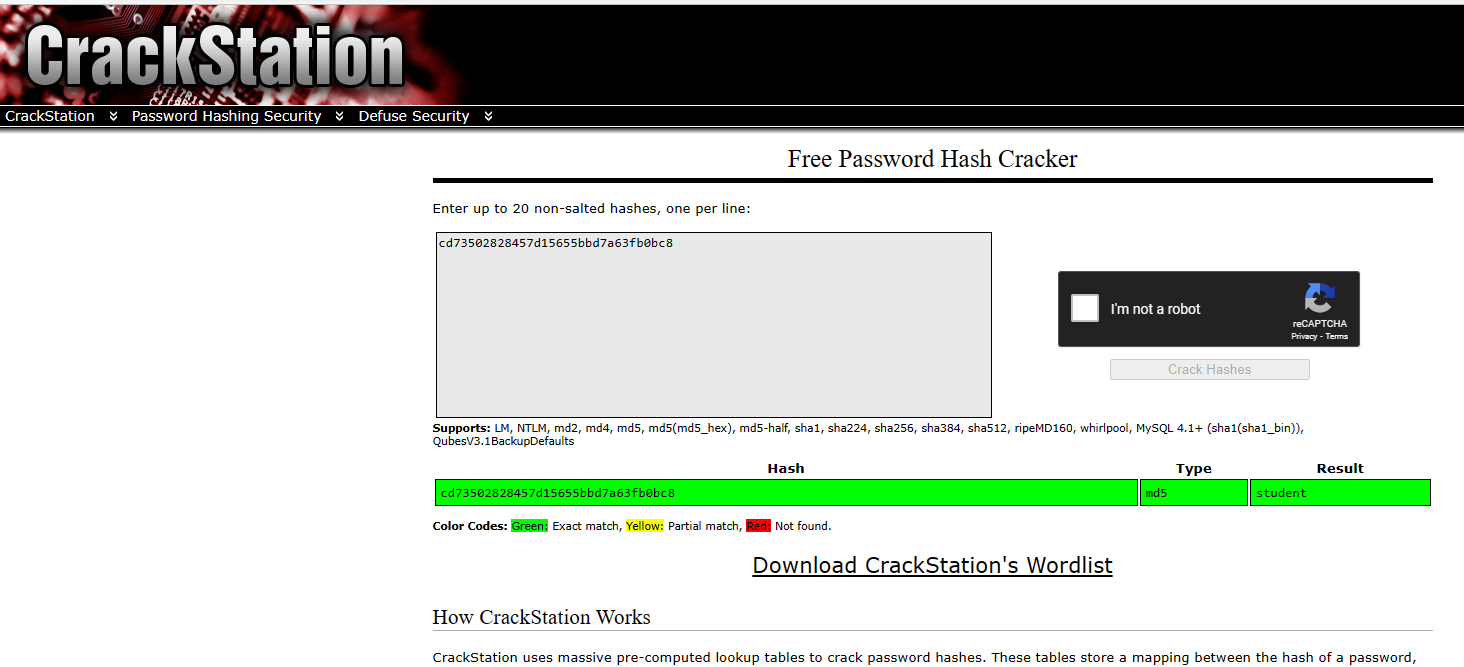 CrackStation
CrackStation Password Hashing Security Defuse Security
Free Password Hash Cracker
Enter up to 20 non-salted hashes, one per line:
cd73502828457d15655bbd7a63fb0bc8
I'm not a robot
reCAPTCHA
Privacy - Terms
Crack Hashes
Supports: LM, NTLM, md2, md4, md5, md5(md5_hex), md5-half, sha1, sha224, sha256, sha384, sha512, ripeMD160, whirlpool, MySQL 4.1+ (sha1(sha1_bin)),
QubesV3.1BackupDefaults
Hash Type Result
cd73502828457d15655bbd7a63fb0bc8 md5 student
Color Codes: Green: Exact match, Yellow: Partial match, Red: Not found.
Download CrackStation's Wordlist
How CrackStation Works
CrackStation uses massive pre-computed lookup tables to crack password hashes. These tables store a mapping between the hash of a password,